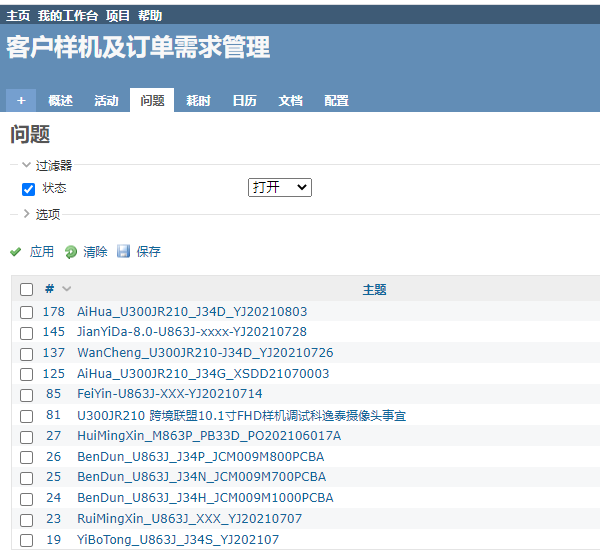 主页 我的工作台 项目 帮助
客户样机及订单需求管理
+ 概述 活动 问题 耗时 日历 文档 配置
问题
过滤器
状态 打开
选项
应用 清除 保存
# 主题
178 AiHua_U300JR210_J34D_YJ20210803
145 JianYiDa-8.0-U863J-xxxx-YJ20210728
137 WanCheng_U300JR210-J34D_YJ20210726
125 AiHua_U300JR210_J34G_XSDD21070003
85 FeiYin-U863J-XXX-YJ20210714
81 U300JR210 跨境联盟10.1寸FHD样机调试科逸泰摄像头事宜
27 HuiMingXin_M863P_PB33D_PO202106017A
26 BenDun_U863J_J34P_JCM009M800PCBA
25 BenDun_U863J_J34N_JCM009M700PCBA
24 BenDun_U863J_J34H_JCM009M1000PCBA
23 RuiMingXin_U863J_XXX_YJ20210707
19 YiBoTong_U863J_J34S_YJ202107